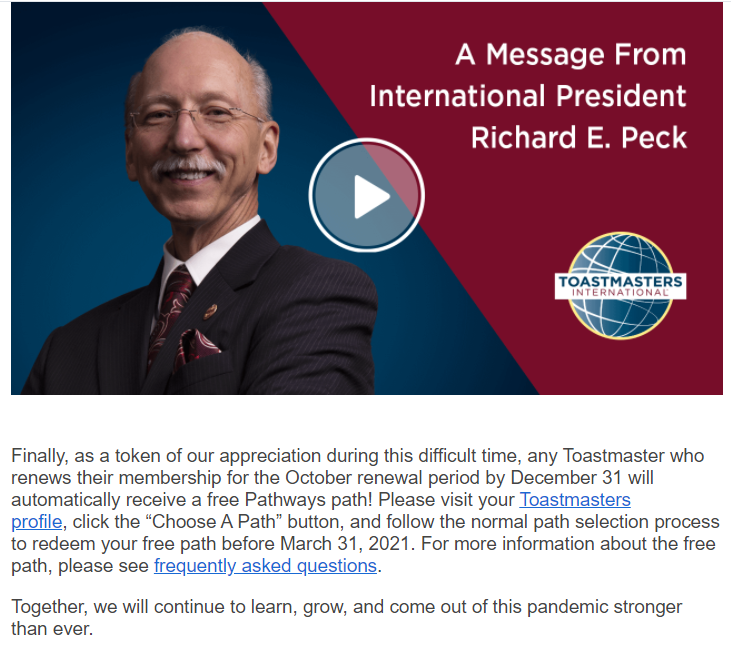 A Message From
International President
Richard E. Peck
TOASTMASTERS
INTERNATIONAL
Finally, as a token of our appreciation during this difficult time, any Toastmaster who
renews their membership for the October renewal period by December 31 will
automatically receive a free Pathways path! Please visit your Toastmasters
profile, click the “Choose A Path” button, and follow the normal path selection process
to redeem your free path before March 31, 2021. For more information about the free
path, please see frequently asked questions.
Together, we will continue to learn, grow, and come out of this pandemic stronger
than ever.